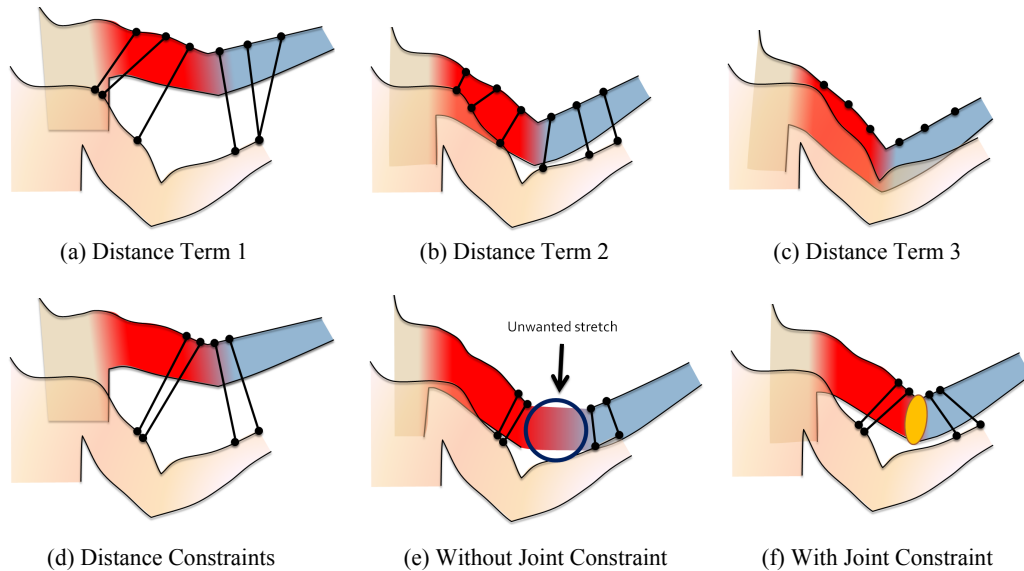 (a) Distance Term 1
(b) Distance Term 2
(c) Distance Term 3
Unwanted stretch
(d) Distance Constraints
(e) Without Joint Constraint
(f) With Joint Constraint